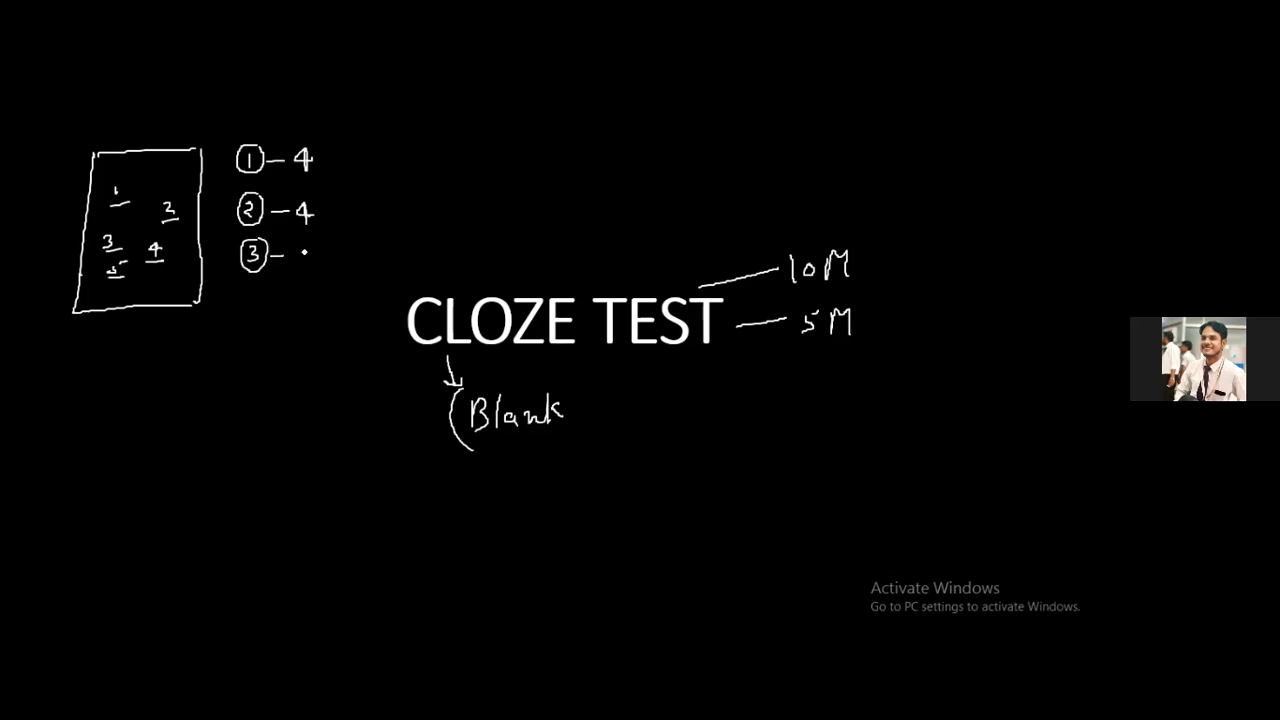 ① - 4
1
2
② - 4
3
4
③ -
5
10M
CLOZE TEST
5M
(Blank
Activate Windows
Go to PC settings to activate Windows.